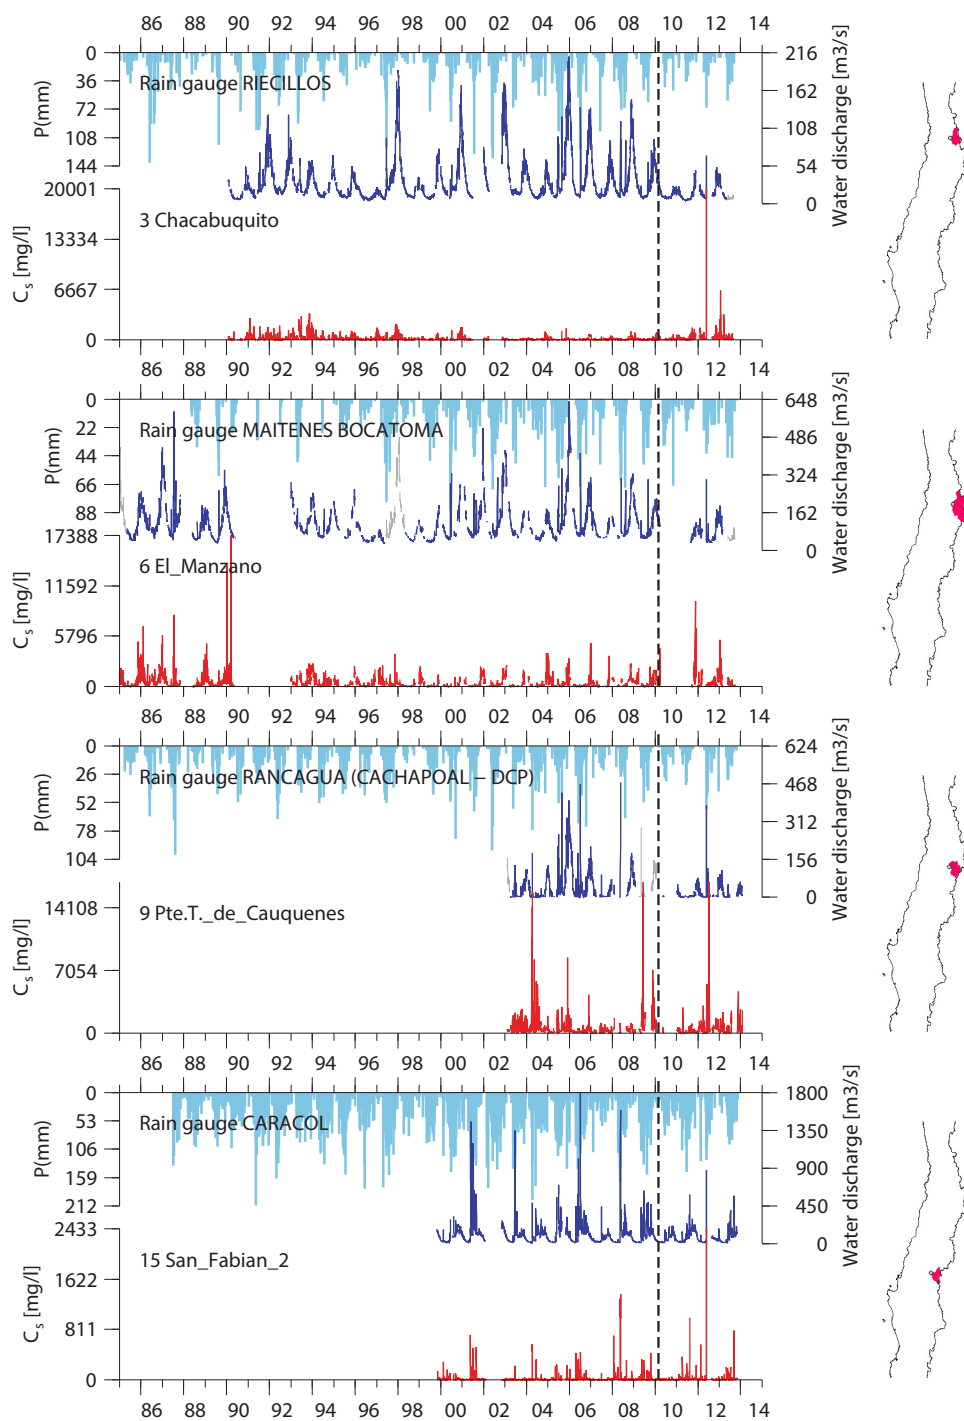 86 88 90 92 94 96 98 00 02 04 06 08 10 12 14
0 36 72 108 144
P(mm)
Rain gauge RIECILLOS
216 162 108 54 0
Water discharge [m3/s]
20001 13334 6667 0
Cs [mg/l]
3 Chacabuquito
86 88 90 92 94 96 98 00 02 04 06 08 10 12 14
0 22 44 66 88
P(mm)
Rain gauge MAITENES BOCATOMA
648 486 324 162 0
Water discharge [m3/s]
17388 11592 5796 0
Cs [mg/l]
6 El_Manzano
86 88 90 92 94 96 98 00 02 04 06 08 10 12 14
0 26 52 78 104
P(mm)
Rain gauge RANCAGUA (CACHAPOAL – DCP)
624 468 312 156 0
Water discharge [m3/s]
14108 7054 0
Cs [mg/l]
9 Pte.T._de_Cauquenes
86 88 90 92 94 96 98 00 02 04 06 08 10 12 14
0 53 106 159 212
P(mm)
Rain gauge CARACOL
1800 1350 900 450 0
Water discharge [m3/s]
2433 1622 811 0
Cs [mg/l]
15 San_Fabian_2
86 88 90 92 94 96 98 00 02 04 06 08 10 12 14